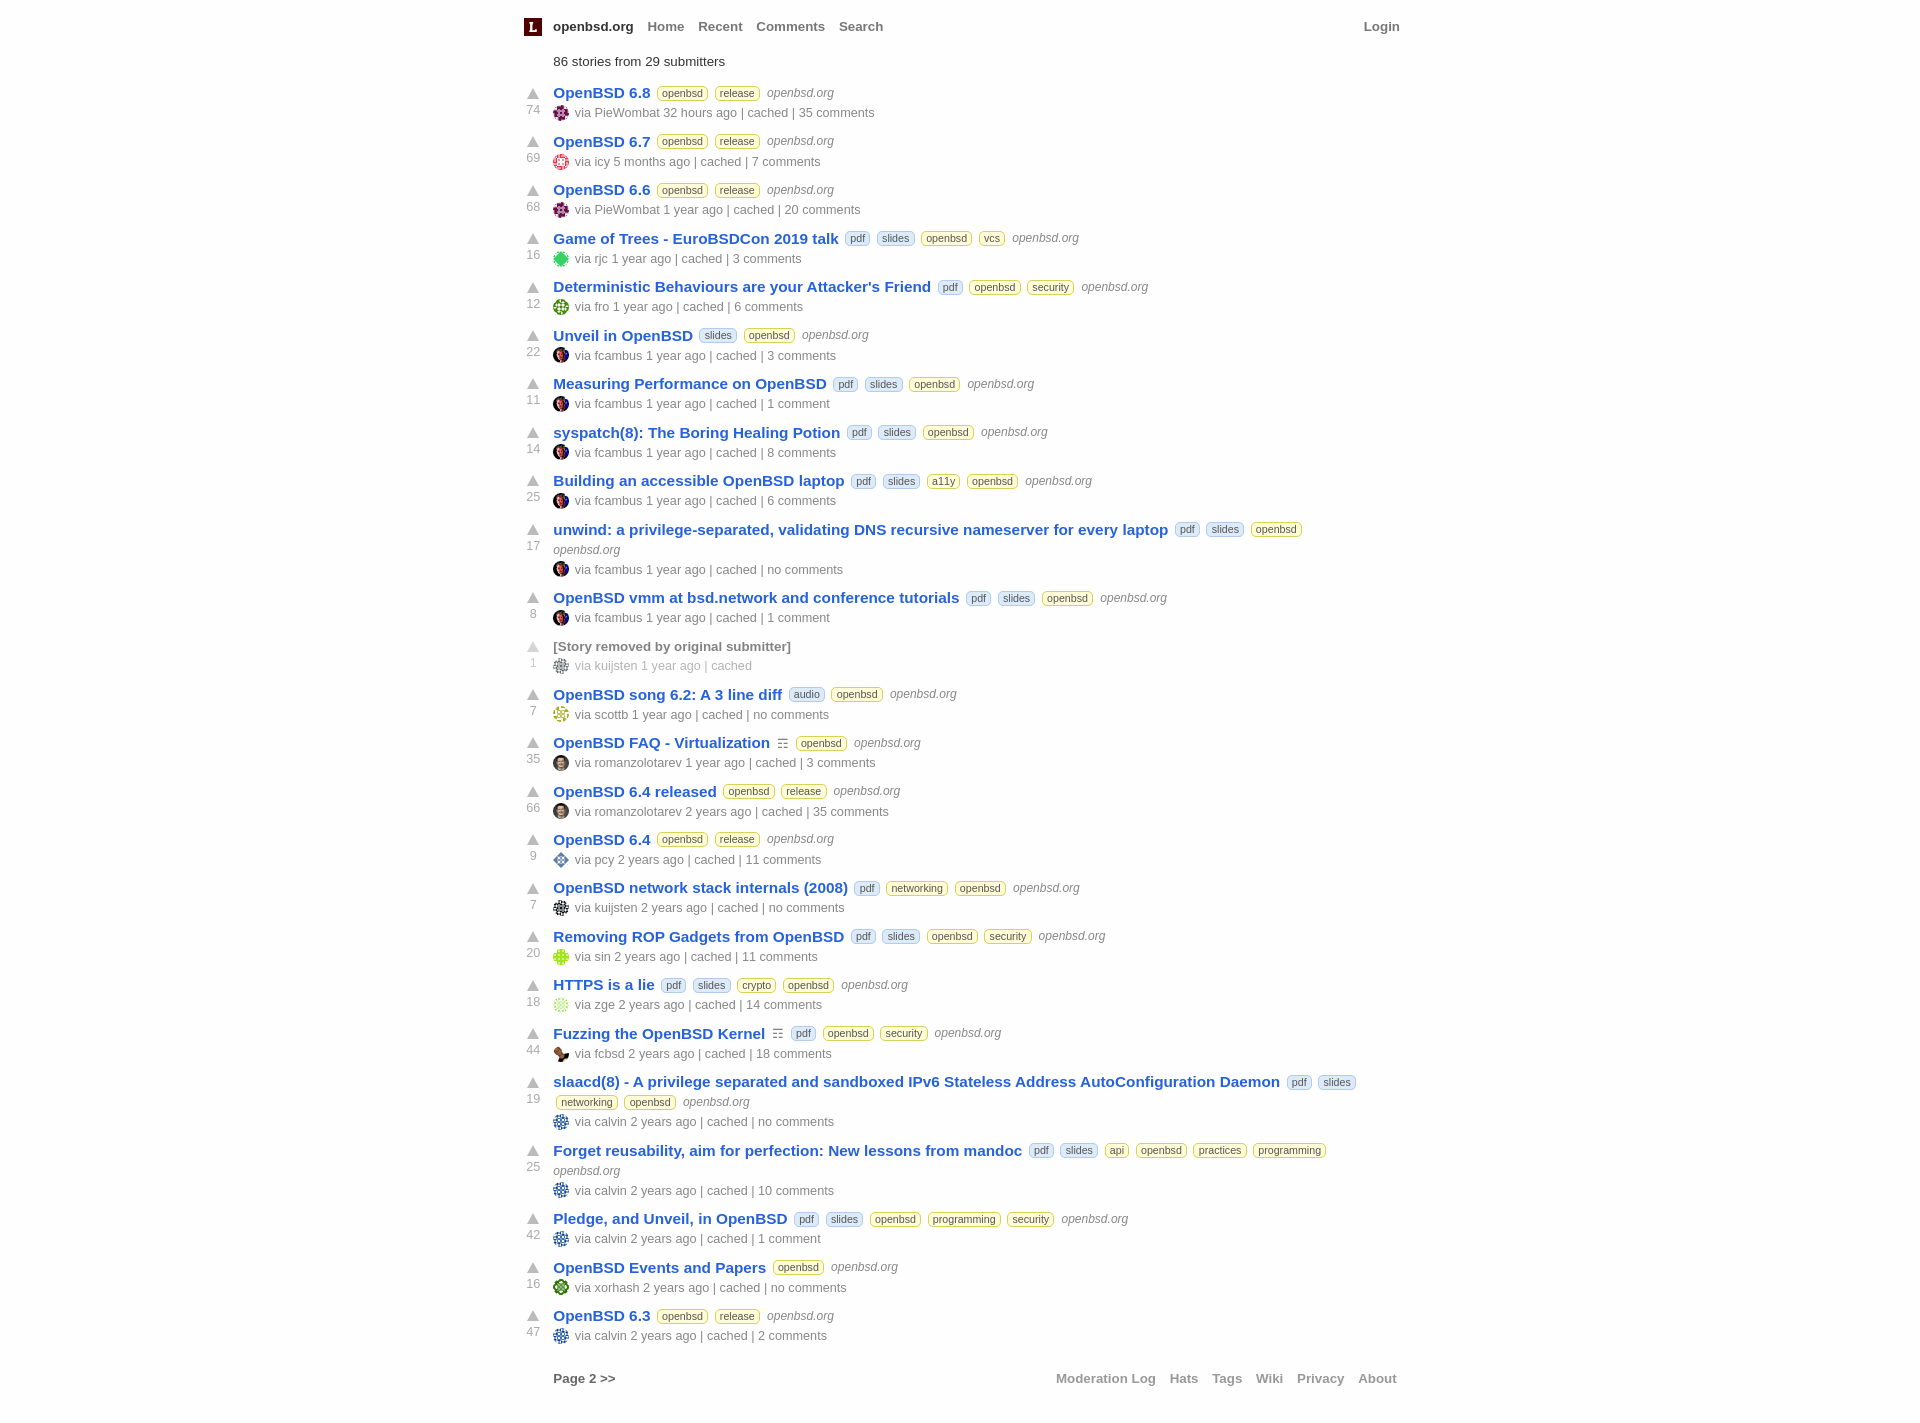 L openbsd.org Home Recent Comments Search Login
86 stories from 29 submitters
OpenBSD 6.8 openbsd release openbsd.org
74 via PieWombat 32 hours ago | cached | 35 comments
OpenBSD 6.7 openbsd release openbsd.org
69 via icy 5 months ago | cached | 7 comments
OpenBSD 6.6 openbsd release openbsd.org
68 via PieWombat 1 year ago | cached | 20 comments
Game of Trees - EuroBSDCon 2019 talk pdf slides openbsd vcs openbsd.org
16 via rjc 1 year ago | cached | 3 comments
Deterministic Behaviours are your Attacker's Friend pdf openbsd security openbsd.org
12 via fro 1 year ago | cached | 6 comments
Unveil in OpenBSD slides openbsd openbsd.org
22 via fcambus 1 year ago | cached | 3 comments
Measuring Performance on OpenBSD pdf slides openbsd openbsd.org
11 via fcambus 1 year ago | cached | 1 comment
syspatch(8): The Boring Healing Potion pdf slides openbsd openbsd.org
14 via fcambus 1 year ago | cached | 8 comments
Building an accessible OpenBSD laptop pdf slides a11y openbsd openbsd.org
25 via fcambus 1 year ago | cached | 6 comments
unwind: a privilege-separated, validating DNS recursive nameserver for every laptop pdf slides openbsd
17 openbsd.org
via fcambus 1 year ago | cached | no comments
OpenBSD vmm at bsd.network and conference tutorials pdf slides openbsd openbsd.org
8 via fcambus 1 year ago | cached | 1 comment
[Story removed by original submitter]
1 via kuijsten 1 year ago | cached
OpenBSD song 6.2: A 3 line diff audio openbsd openbsd.org
7 via scottb 1 year ago | cached | no comments
OpenBSD FAQ - Virtualization ☶ openbsd openbsd.org
35 via romanzolotarev 1 year ago | cached | 3 comments
OpenBSD 6.4 released openbsd release openbsd.org
66 via romanzolotarev 2 years ago | cached | 35 comments
OpenBSD 6.4 openbsd release openbsd.org
9 via pcy 2 years ago | cached | 11 comments
OpenBSD network stack internals (2008) pdf networking openbsd openbsd.org
7 via kuijsten 2 years ago | cached | no comments
Removing ROP Gadgets from OpenBSD pdf slides openbsd security openbsd.org
20 via sin 2 years ago | cached | 11 comments
HTTPS is a lie pdf slides crypto openbsd openbsd.org
18 via zge 2 years ago | cached | 14 comments
Fuzzing the OpenBSD Kernel ☶ pdf openbsd security openbsd.org
44 via fcbsd 2 years ago | cached | 18 comments
slaacd(8) - A privilege separated and sandboxed IPv6 Stateless Address AutoConfiguration Daemon pdf slides
19 networking openbsd openbsd.org
via calvin 2 years ago | cached | no comments
Forget reusability, aim for perfection: New lessons from mandoc pdf slides api openbsd practices programming
25 openbsd.org
via calvin 2 years ago | cached | 10 comments
Pledge, and Unveil, in OpenBSD pdf slides openbsd programming security openbsd.org
42 via calvin 2 years ago | cached | 1 comment
OpenBSD Events and Papers openbsd openbsd.org
16 via xorhash 2 years ago | cached | no comments
OpenBSD 6.3 openbsd release openbsd.org
47 via calvin 2 years ago | cached | 2 comments
Page 2 >> Moderation Log Hats Tags Wiki Privacy About